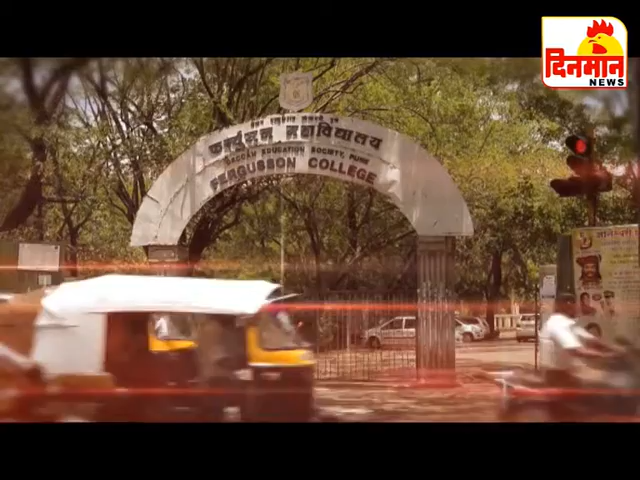 दिनमान
NEWS
फर्ग्युसन महाविद्यालय
DECCAN EDUCATION SOCIETY, PUNE
FERGUSSON COLLEGE